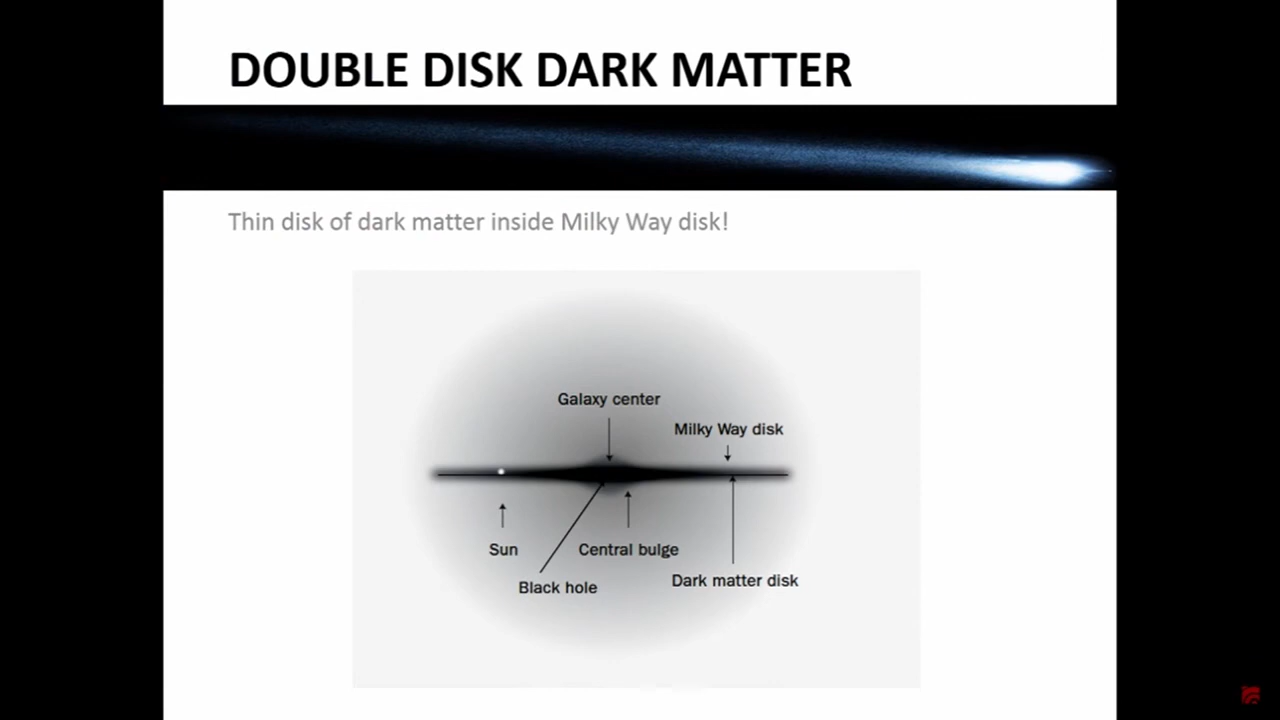 DOUBLE DISK DARK MATTER
Thin disk of dark matter inside Milky Way disk!
Galaxy center
Milky Way disk
Sun
Central bulge
Black hole
Dark matter disk